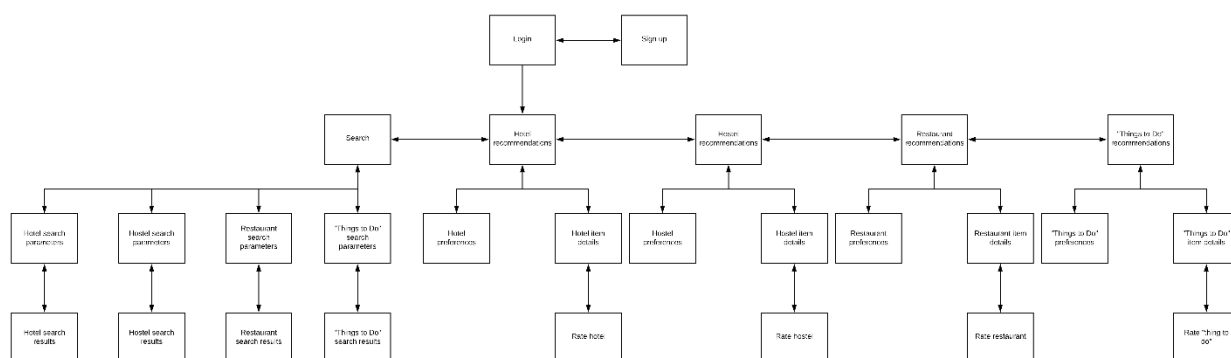 Login
Sign up
Search
Hotel
recommendations
Hostel
recommendations
Restaurant
recommendations
"Things to Do"
recommendations
Hotel search
parameters
Hostel search
parameters
Restaurant
search
parameters
"Things to Do"
search
parameters
Hotel
preferences
Hotel item
details
Hostel
preferences
Hostel item
details
Restaurant
preferences
Restaurant item
details
"Things to Do"
preferences
"Things to Do"
item details
Hotel search
results
Hostel search
results
Restaurant
search results
"Things to Do"
search results
Rate hotel
Rate hostel
Rate restaurant
Rate "thing to
do"